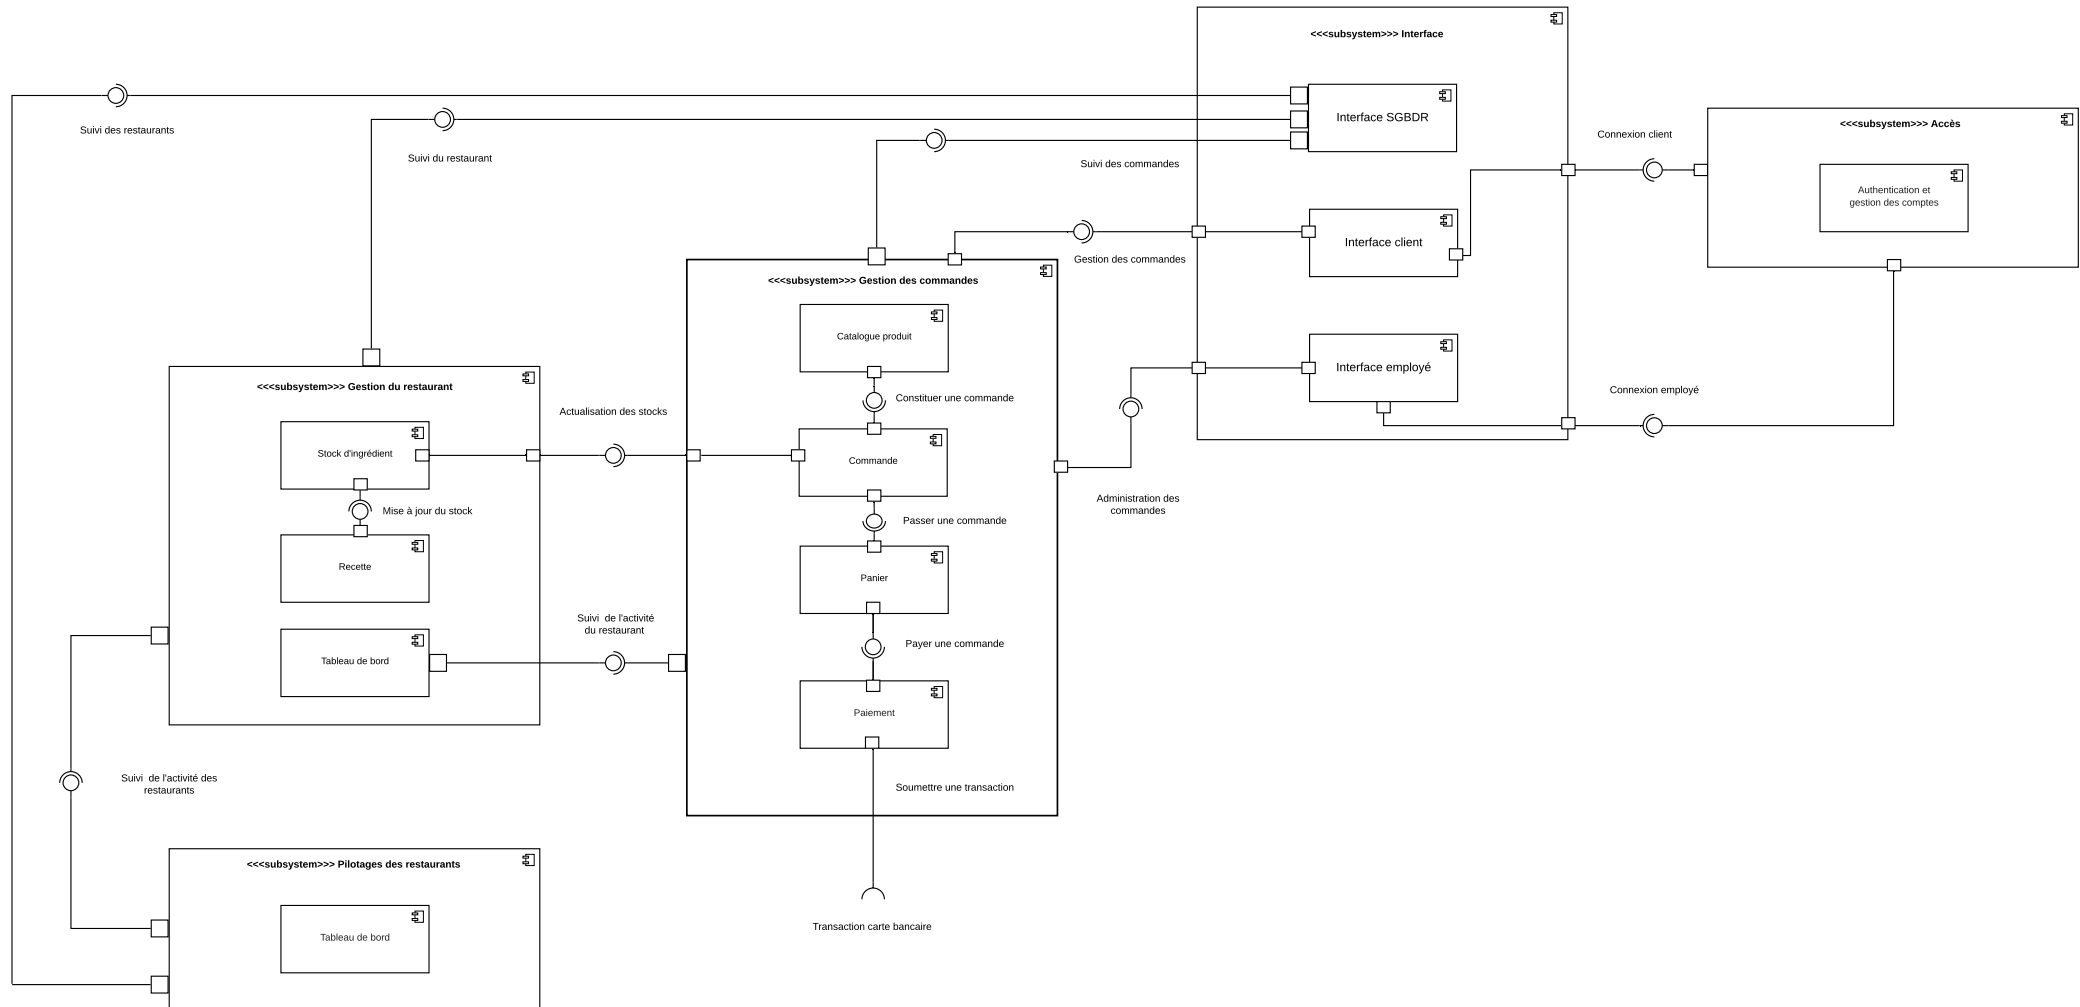 <<<subsystem>>> Interface
Suivi des restaurants
Interface SGBDR
Connexion client
<<<subsystem>>> Accès
Suivi du restaurant
Suivi des commandes
Authentication et
gestion des comptes
Interface client
Gestion des commandes
<<<subsystem>>> Gestion des commandes
Catalogue produit
Interface employé
<<<subsystem>>> Gestion du restaurant
Connexion employé
Constituer une commande
Actualisation des stocks
Stock d'ingrédient
Commande
Administration des
commandes
Mise à jour du stock
Passer une commande
Recette
Panier
Suivi  de l'activité
du restaurant
Payer une commande
Tableau de bord
Paiement
Suivi  de l'activité des
restaurants
Soumettre une transaction
<<<subsystem>>> Pilotages des restaurants
Transaction carte bancaire
Tableau de bord